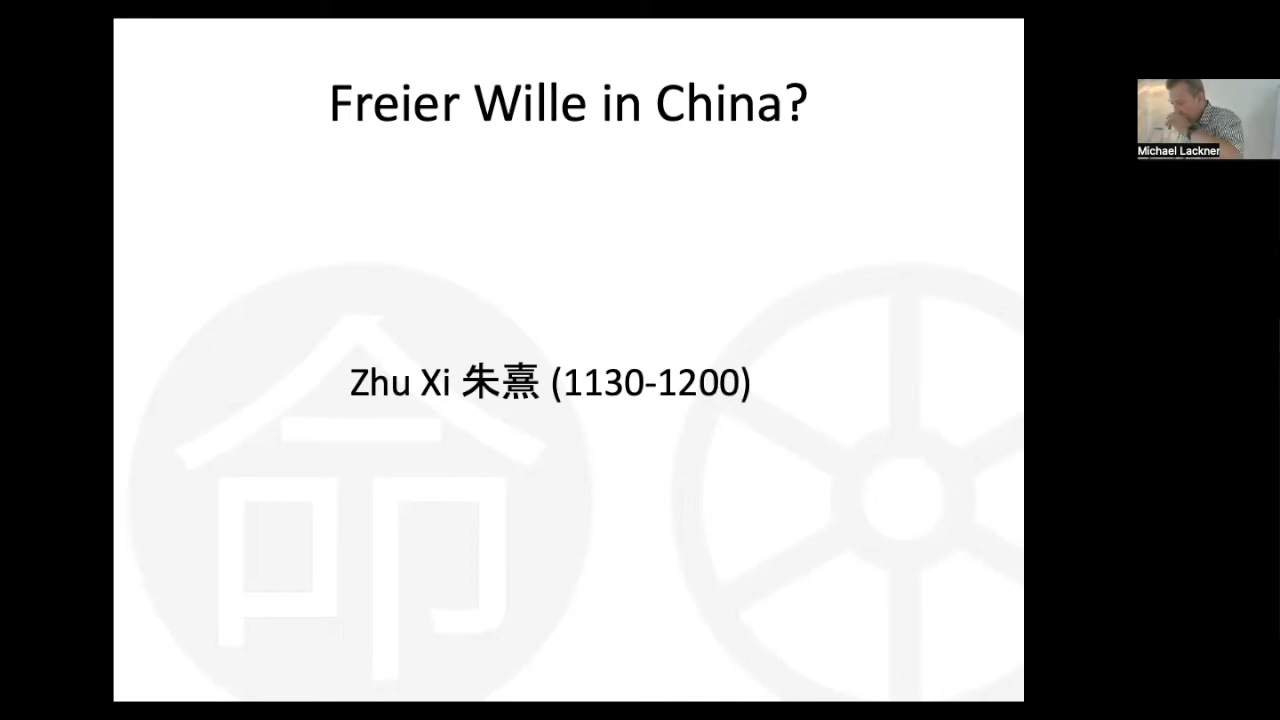 Freier Wille in China?
Zhu Xi 朱熹 (1130-1200)
命
Michael Lackner